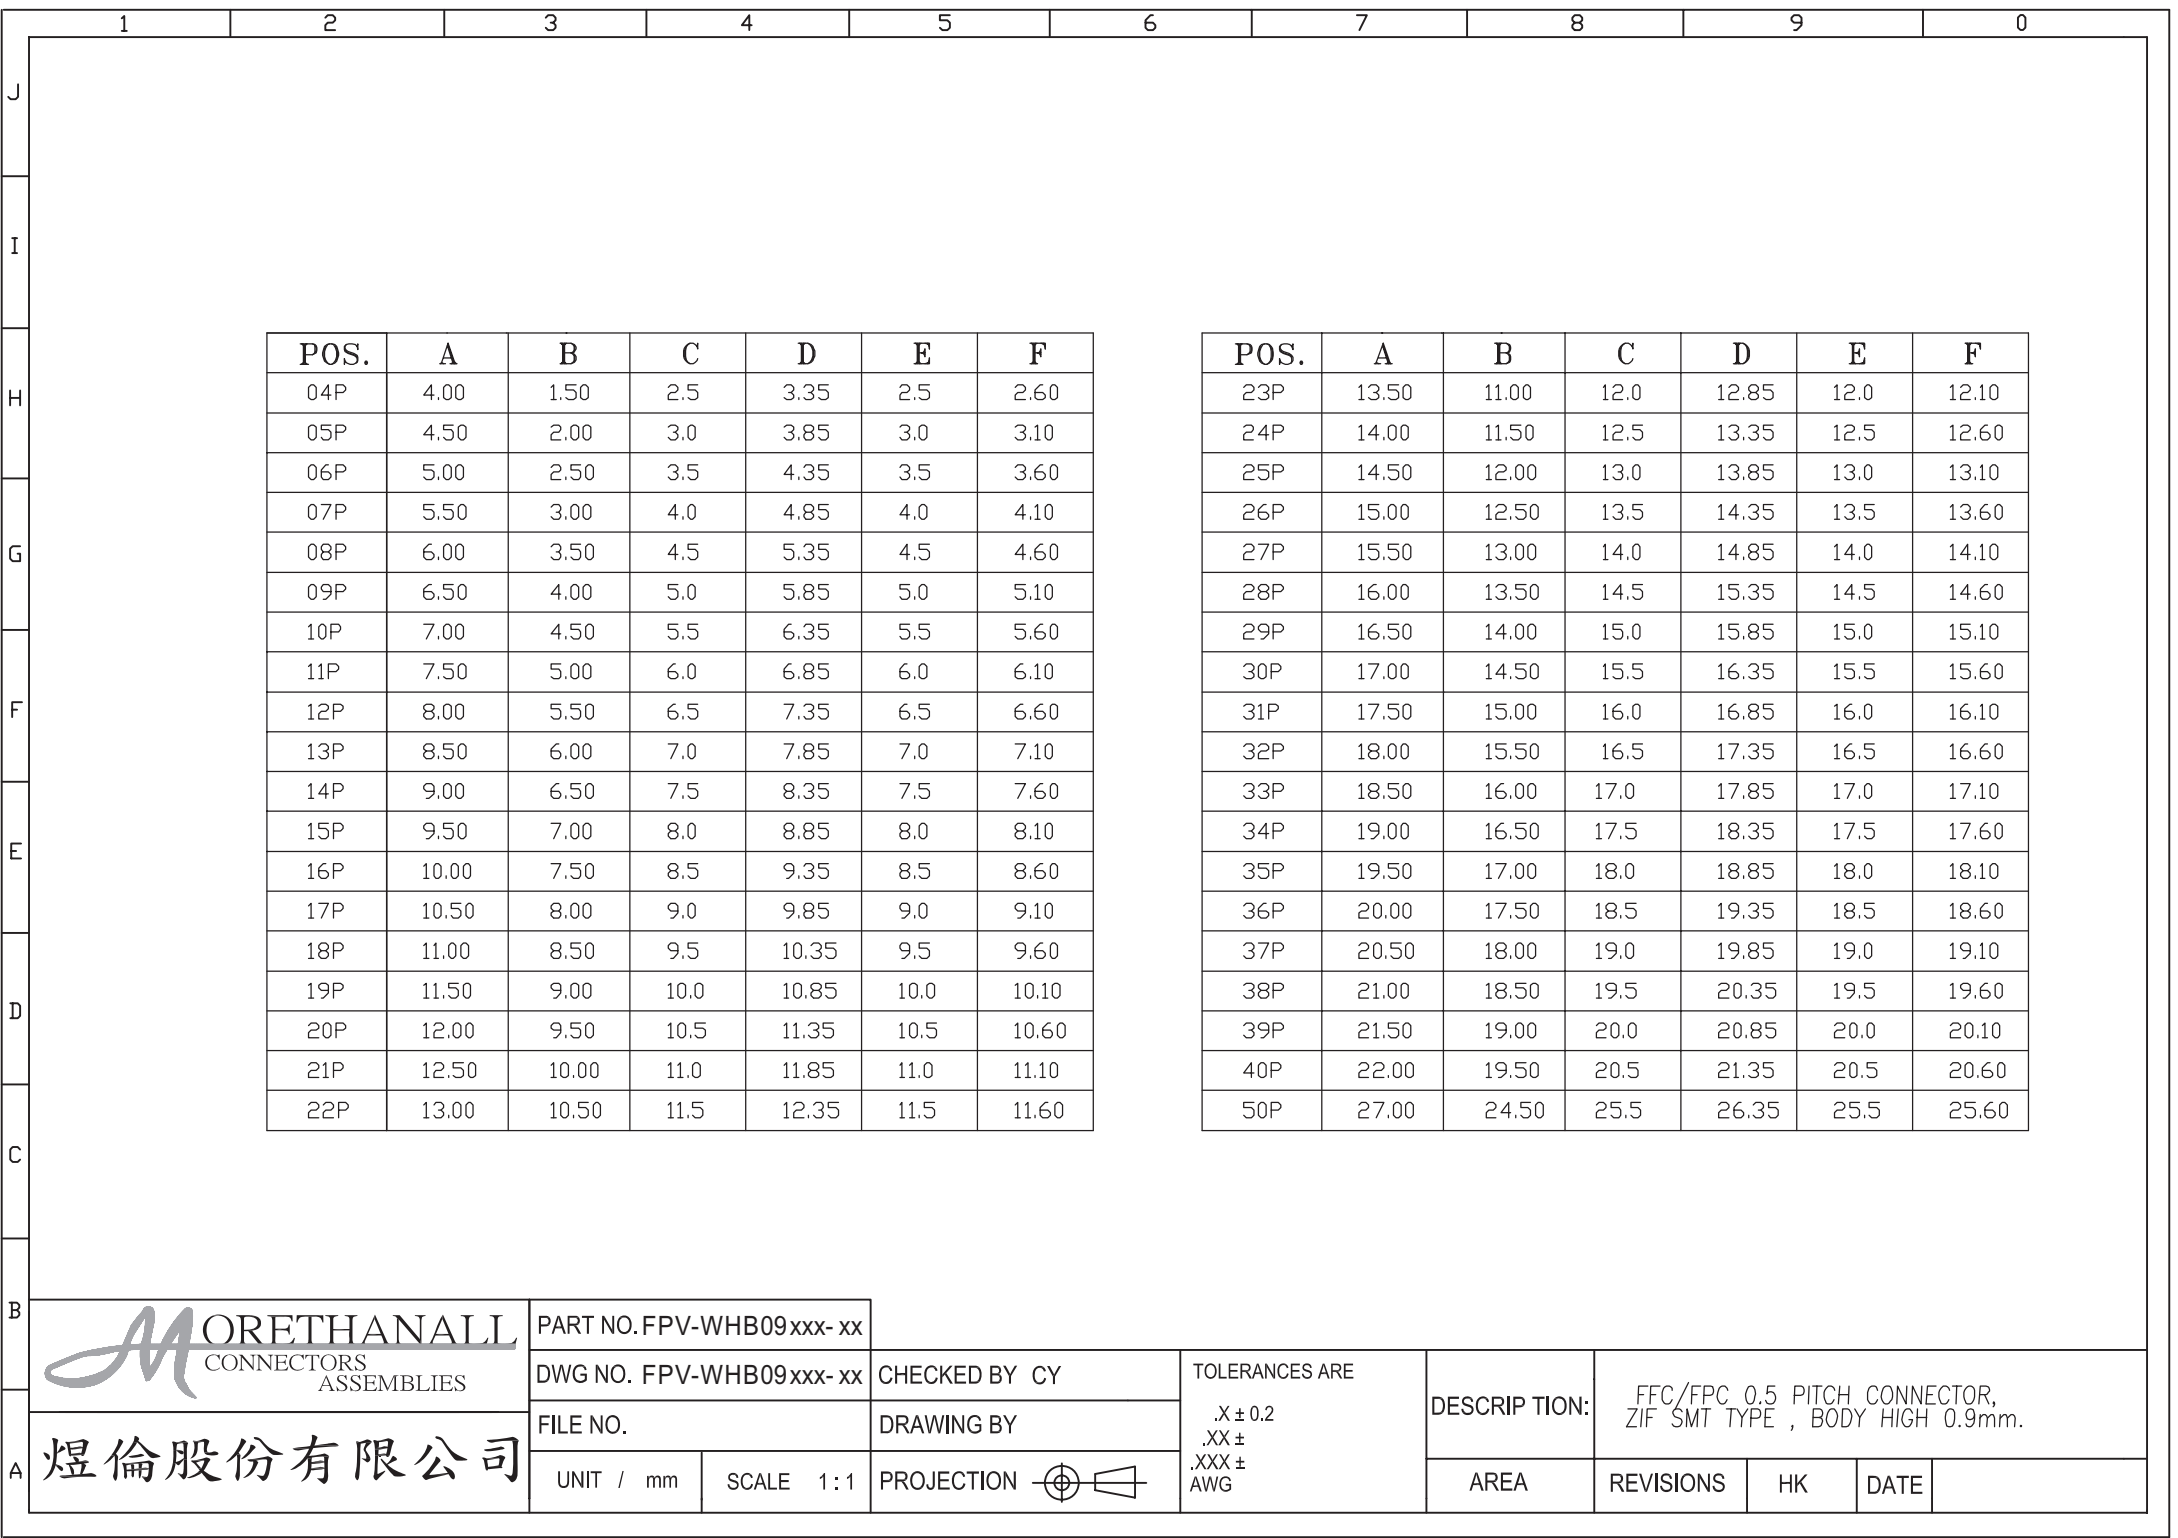 1 2 3 4 5 6 7 8 9 0
J
I
H
G
F
E
D
C
B
A
POS. A B C D E F
04P 4.00 1.50 2.5 3.35 2.5 2.60
05P 4.50 2.00 3.0 3.85 3.0 3.10
06P 5.00 2.50 3.5 4.35 3.5 3.60
07P 5.50 3.00 4.0 4.85 4.0 4.10
08P 6.00 3.50 4.5 5.35 4.5 4.60
09P 6.50 4.00 5.0 5.85 5.0 5.10
10P 7.00 4.50 5.5 6.35 5.5 5.60
11P 7.50 5.00 6.0 6.85 6.0 6.10
12P 8.00 5.50 6.5 7.35 6.5 6.60
13P 8.50 6.00 7.0 7.85 7.0 7.10
14P 9.00 6.50 7.5 8.35 7.5 7.60
15P 9.50 7.00 8.0 8.85 8.0 8.10
16P 10.00 7.50 8.5 9.35 8.5 8.60
17P 10.50 8.00 9.0 9.85 9.0 9.10
18P 11.00 8.50 9.5 10.35 9.5 9.60
19P 11.50 9.00 10.0 10.85 10.0 10.10
20P 12.00 9.50 10.5 11.35 10.5 10.60
21P 12.50 10.00 11.0 11.85 11.0 11.10
22P 13.00 10.50 11.5 12.35 11.5 11.60
POS. A B C D E F
23P 13.50 11.00 12.0 12.85 12.0 12.10
24P 14.00 11.50 12.5 13.35 12.5 12.60
25P 14.50 12.00 13.0 13.85 13.0 13.10
26P 15.00 12.50 13.5 14.35 13.5 13.60
27P 15.50 13.00 14.0 14.85 14.0 14.10
28P 16.00 13.50 14.5 15.35 14.5 14.60
29P 16.50 14.00 15.0 15.85 15.0 15.10
30P 17.00 14.50 15.5 16.35 15.5 15.60
31P 17.50 15.00 16.0 16.85 16.0 16.10
32P 18.00 15.50 16.5 17.35 16.5 16.60
33P 18.50 16.00 17.0 17.85 17.0 17.10
34P 19.00 16.50 17.5 18.35 17.5 17.60
35P 19.50 17.00 18.0 18.85 18.0 18.10
36P 20.00 17.50 18.5 19.35 18.5 18.60
37P 20.50 18.00 19.0 19.85 19.0 19.10
38P 21.00 18.50 19.5 20.35 19.5 19.60
39P 21.50 19.00 20.0 20.85 20.0 20.10
40P 22.00 19.50 20.5 21.35 20.5 20.60
50P 27.00 24.50 25.5 26.35 25.5 25.60
MORETHANALL
CONNECTORS
ASSEMBLIES
煜倫股份有限公司
PART NO. FPV-WHB09xxx-xx
DWG NO. FPV-WHB09xxx-xx
FILE NO.
UNIT / mm SCALE 1:1
CHECKED BY CY
DRAWING BY
PROJECTION
TOLERANCES ARE
.X ± 0.2
.XX ±
.XXX ±
AWG
DESCRIP TION:
FFC/FPC 0.5 PITCH CONNECTOR,
ZIF SMT TYPE , BODY HIGH 0.9mm.
AREA REVISIONS HK DATE